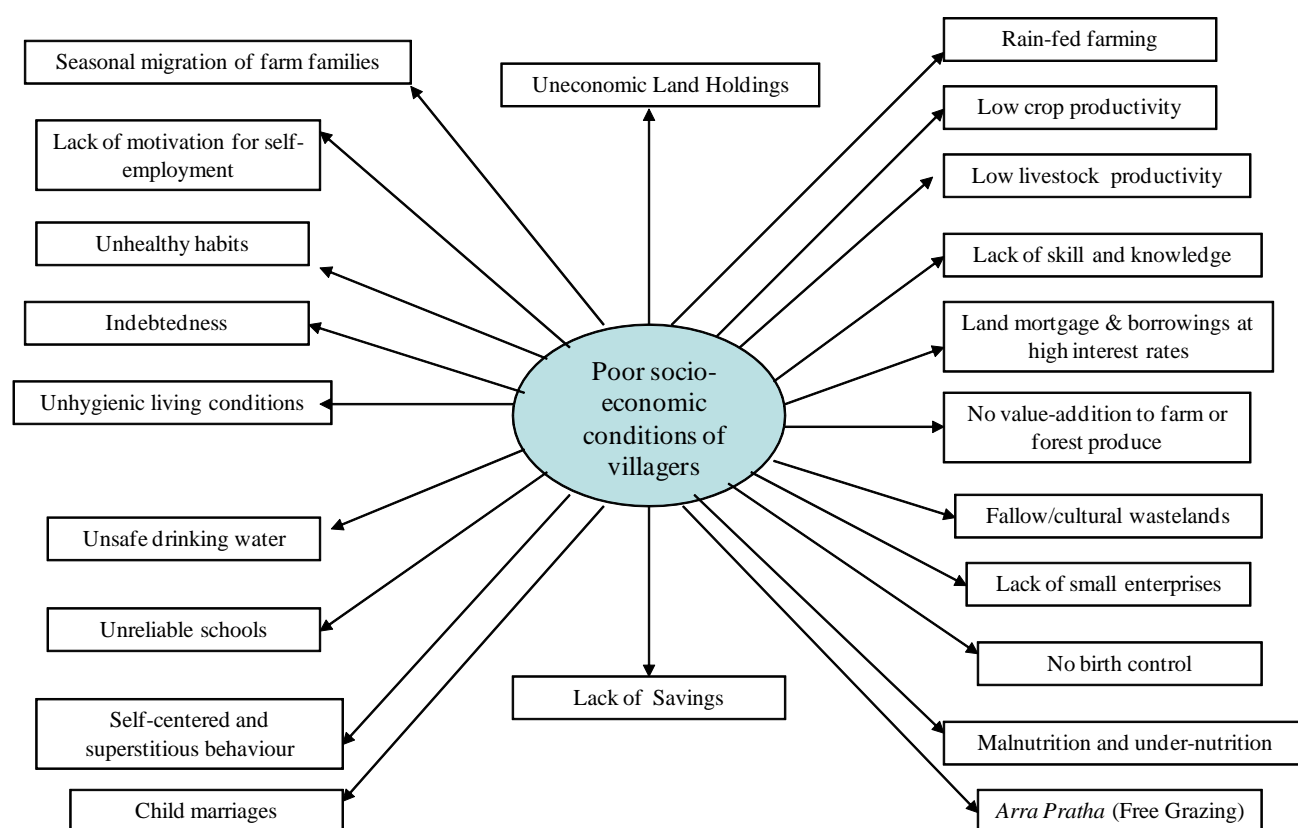 Seasonal migration of farm families
Lack of motivation for self-
employment
Unhealthy habits
Indebtedness
Unhygienic living conditions
Unsafe drinking water
Unreliable schools
Self-centered and
superstitious behaviour
Child marriages
Uneconomic Land Holdings
Poor socio-
economic
conditions of
villagers
Lack of Savings
Rain-fed farming
Low crop productivity
Low livestock productivity
Lack of skill and knowledge
Land mortgage & borrowings at
high interest rates
No value-addition to farm or
forest produce
Fallow/cultural wastelands
Lack of small enterprises
No birth control
Malnutrition and under-nutrition
Arra Pratha (Free Grazing)